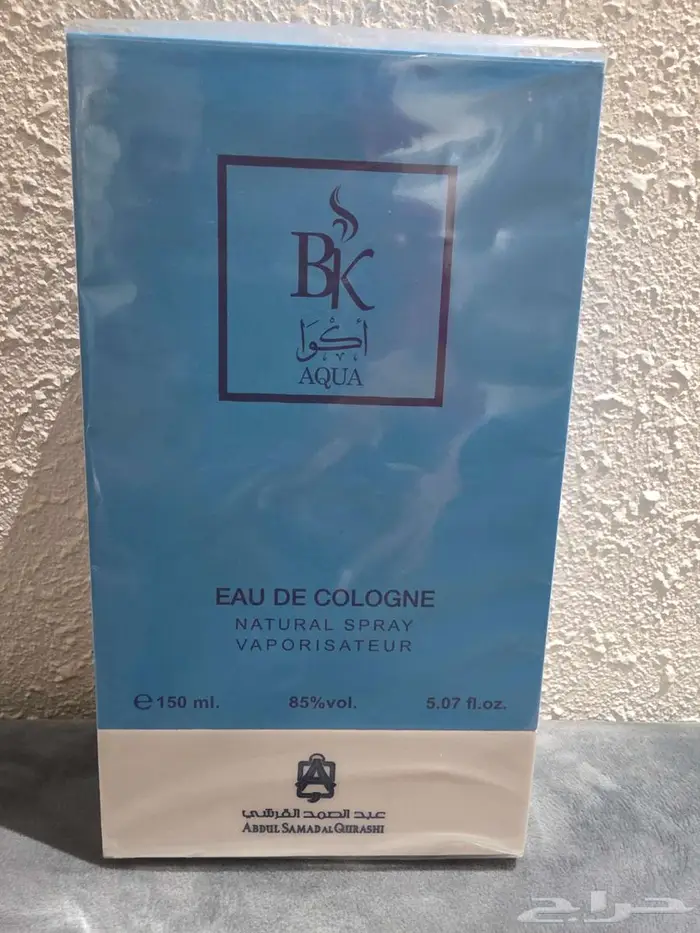 BK
أكوا
AQUA
EAU DE COLOGNE
NATURAL SPRAY
VAPORISATEUR
℮ 150 ml. 85%vol. 5.07 fl.oz.
عبد الصمد القرشي
ABDUL SAMAD AL QURASHI
حراج